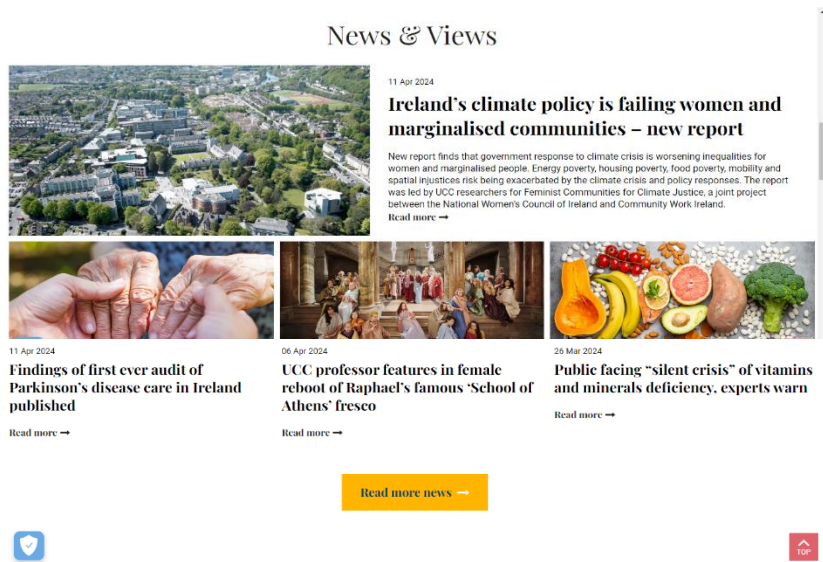 News & Views
11 Apr 2024
Ireland's climate policy is failing women and
marginalised communities – new report
New report finds that government response to climate crisis is worsening inequalities for
women and marginalised people. Energy poverty, housing poverty, food poverty, mobility and
spatial injustices risk being exacerbated by the climate crisis and policy responses. The report
was led by UCC researchers for Feminist Communities for Climate Justice, a joint project
between the National Women's Council of Ireland and Community Work Ireland.
Read more →
11 Apr 2024
Findings of first ever audit of
Parkinson's disease care in Ireland
published
Read more →
06 Apr 2024
UCC professor features in female
reboot of Raphael's famous 'School of
Athens' fresco
Read more →
26 Mar 2024
Public facing "silent crisis" of vitamins
and minerals deficiency, experts warn
Read more →
Read more news →
TOP